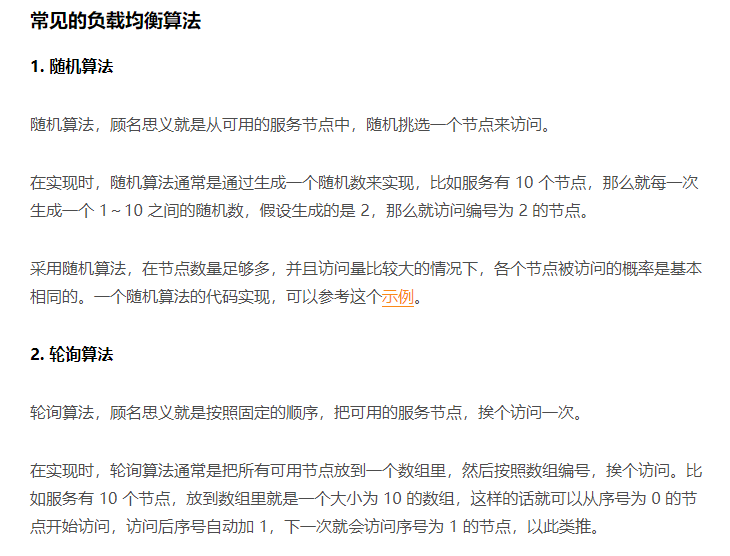 常见的负载均衡算法
1. 随机算法
随机算法，顾名思义就是从可用的服务节点中，随机挑选一个节点来访问。
在实现时，随机算法通常是通过生成一个随机数来实现，比如服务有 10 个节点，那么就每一次
生成一个 1～10 之间的随机数，假设生成的是 2，那么就访问编号为 2 的节点。
采用随机算法，在节点数量足够多，并且访问量比较大的情况下，各个节点被访问的概率是基本
相同的。一个随机算法的代码实现，可以参考这个示例。
2. 轮询算法
轮询算法，顾名思义就是按照固定的顺序，把可用的服务节点，挨个访问一次。
在实现时，轮询算法通常是把所有可用节点放到一个数组里，然后按照数组编号，挨个访问。比
如服务有 10 个节点，放到数组里就是一个大小为 10 的数组，这样的话就可以从序号为 0 的节
点开始访问，访问后序号自动加 1，下一次就会访问序号为 1 的节点，以此类推。